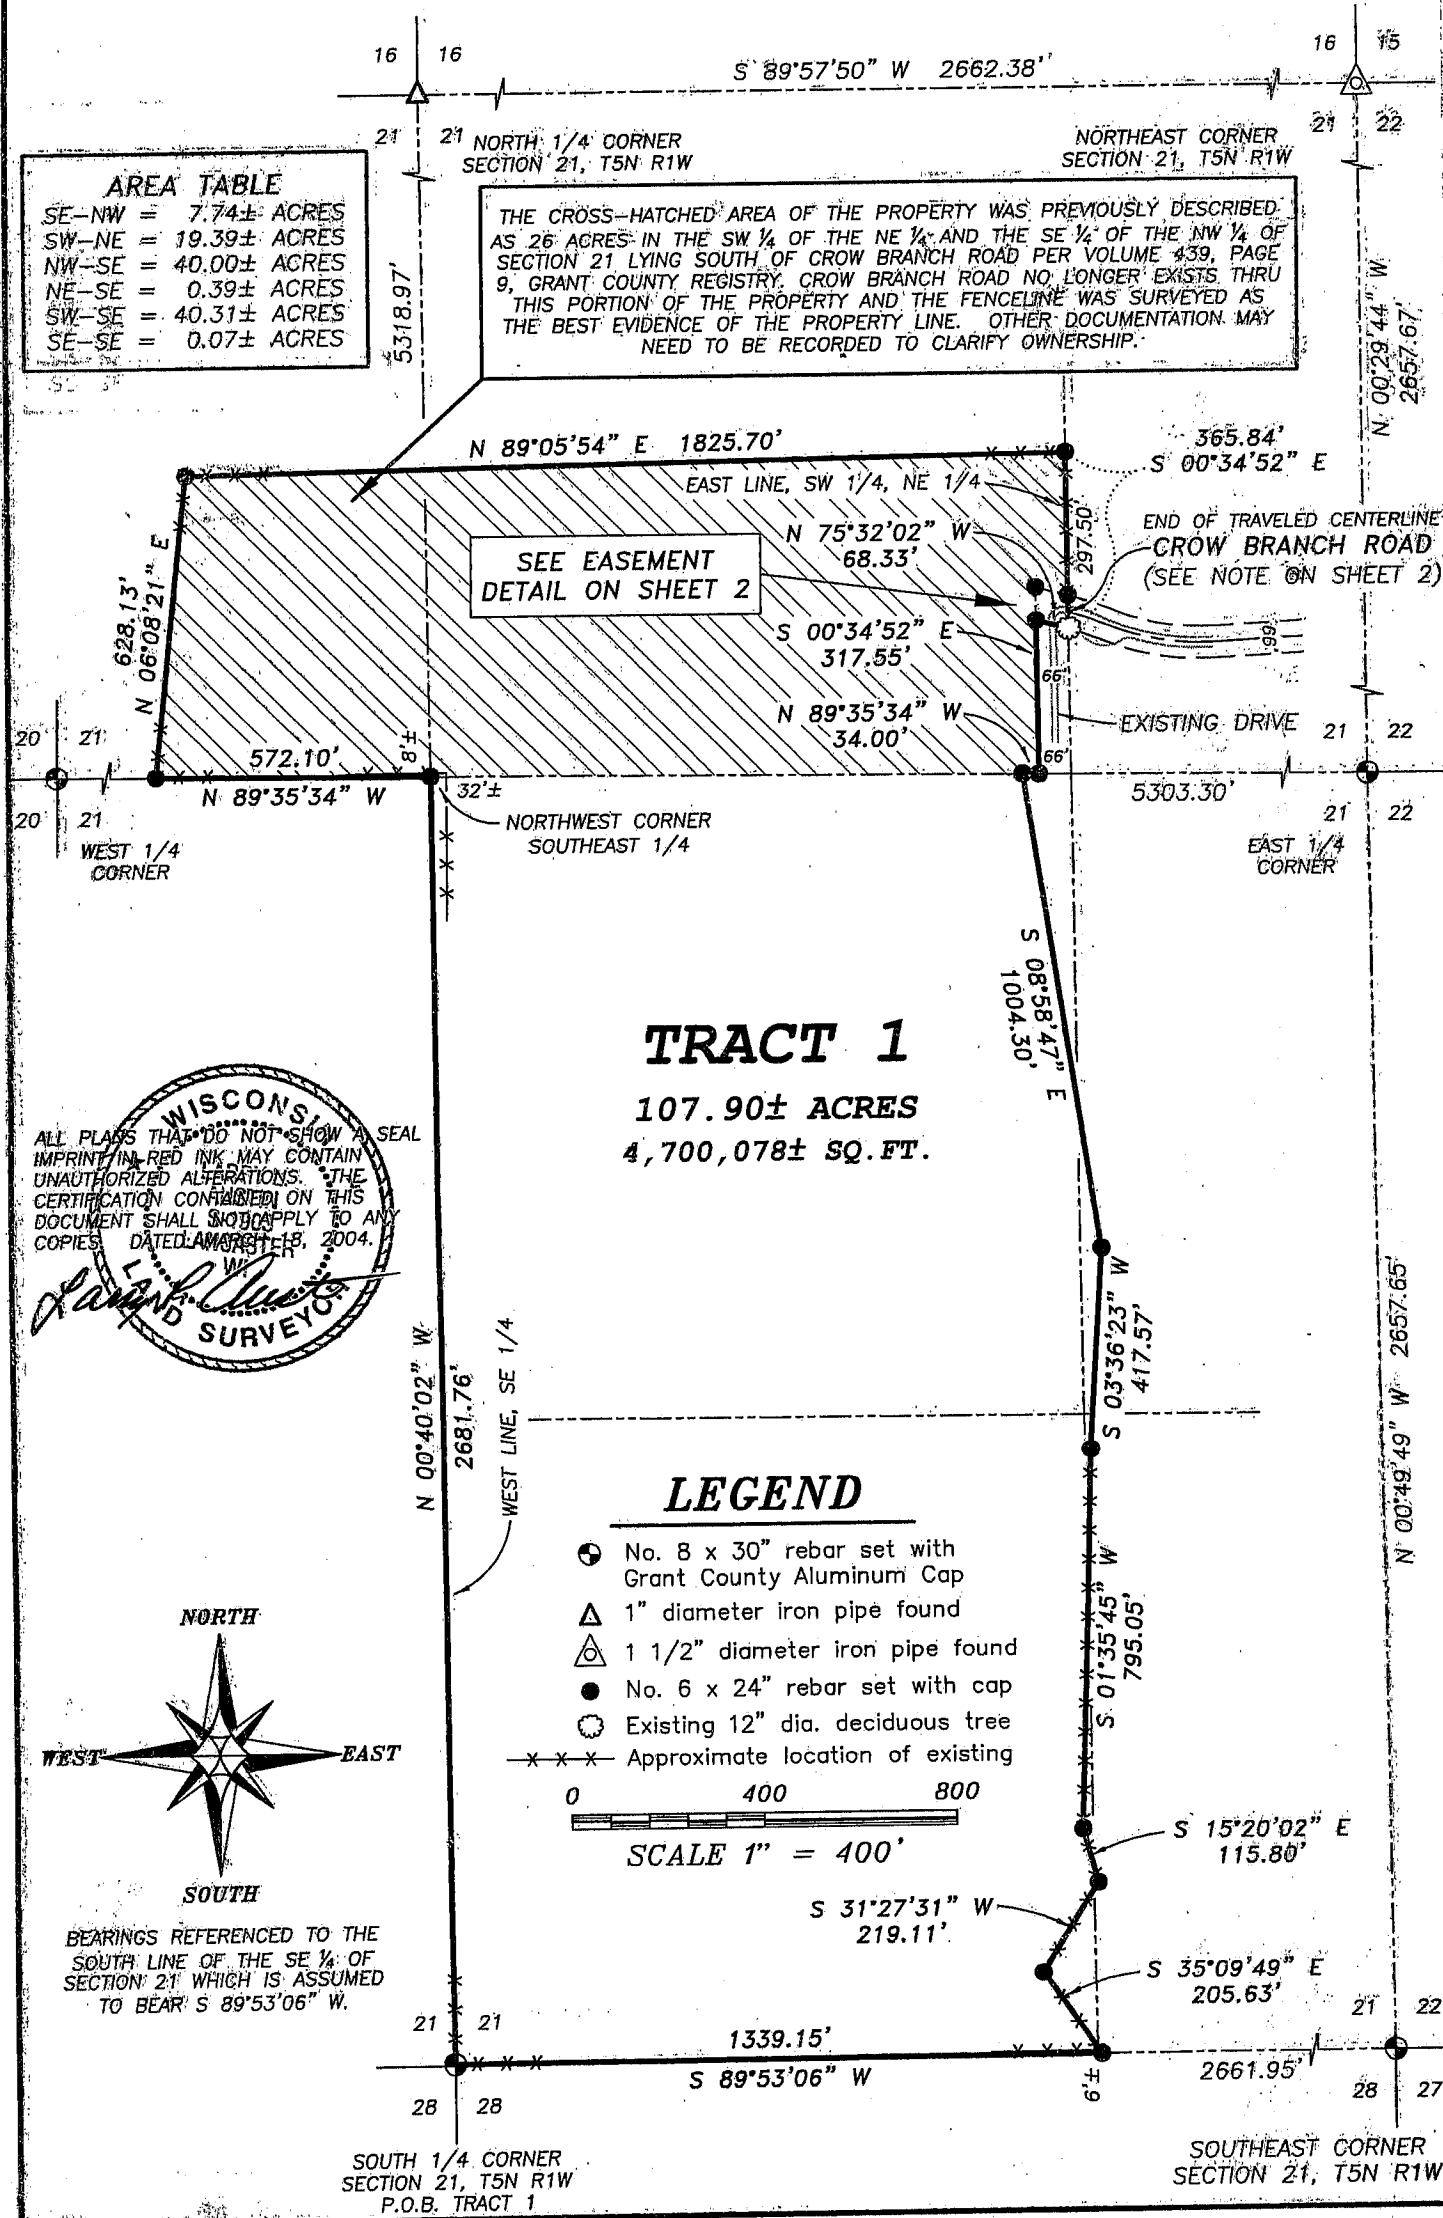 16 16
S 89°57'50" W 2662.38'
16 15
21 21
NORTH 1/4 CORNER
SECTION 21, T5N R1W
NORTHEAST CORNER
SECTION 21, T5N R1W
21 22
AREA TABLE
SE-NW = 7.74± ACRES
SW-NE = 19.39± ACRES
NW-SE = 40.00± ACRES
NE-SE = 0.39± ACRES
SW-SE = 40.31± ACRES
SE-SE = 0.07± ACRES
5318.97'
THE CROSS-HATCHED AREA OF THE PROPERTY WAS PREVIOUSLY DESCRIBED
AS 26 ACRES IN THE SW ¼ OF THE NE ¼ AND THE SE ¼ OF THE NW ¼ OF
SECTION 21 LYING SOUTH OF CROW BRANCH ROAD PER VOLUME 439, PAGE
9, GRANT COUNTY REGISTRY. CROW BRANCH ROAD NO LONGER EXISTS THRU
THIS PORTION OF THE PROPERTY AND THE FENCELINE WAS SURVEYED AS
THE BEST EVIDENCE OF THE PROPERTY LINE. OTHER DOCUMENTATION MAY
NEED TO BE RECORDED TO CLARIFY OWNERSHIP.
N 00°29'44" W
2657.67'
N 89°05'54" E 1825.70'
365.84'
S 00°34'52" E
EAST LINE, SW 1/4, NE 1/4
297.50'
END OF TRAVELED CENTERLINE
CROW BRANCH ROAD
(SEE NOTE ON SHEET 2)
N 75°32'02" W
68.33'
SEE EASEMENT
DETAIL ON SHEET 2
628.13'
N 06°08'21" E
S 00°34'52" E
317.55'
66'
66'
N 89°35'34" W
34.00'
66'
EXISTING DRIVE
20 21
572.10'
8'±
21 22
N 89°35'34" W
32'±
5303.30'
20 21
WEST 1/4
CORNER
NORTHWEST CORNER
SOUTHEAST 1/4
21 22
EAST 1/4
CORNER
S 08°58'47" E
1004.30'
TRACT 1
107.90± ACRES
4,700,078± SQ.FT.
WISCONSIN
ALL PLANS THAT DO NOT SHOW A SEAL
IMPRINT IN RED INK MAY CONTAIN
UNAUTHORIZED ALTERATIONS. THE
CERTIFICATION CONTAINED ON THIS
DOCUMENT SHALL NOT APPLY TO ANY
COPIES. DATED MARCH 18, 2004.
LANCASTER
WI
LAND SURVEYOR
N 00°40'02" W
2681.76'
WEST LINE, SE 1/4
S 03°36'23" W
417.57'
N 00°49'49" W 2657.65'
LEGEND
No. 8 x 30" rebar set with
Grant County Aluminum Cap
1" diameter iron pipe found
1 1/2" diameter iron pipe found
No. 6 x 24" rebar set with cap
Existing 12" dia. deciduous tree
Approximate location of existing
0 400 800
SCALE 1" = 400'
S 01°35'45" W
795.05'
NORTH
WEST
EAST
SOUTH
BEARINGS REFERENCED TO THE
SOUTH LINE OF THE SE ¼ OF
SECTION 21 WHICH IS ASSUMED
TO BEAR S 89°53'06" W.
S 15°20'02" E
115.80'
S 31°27'31" W
219.11'
S 35°09'49" E
205.63'
21 21
21 22
1339.15'
S 89°53'06" W
6'±
2661.95'
28 28
28 27
SOUTH 1/4 CORNER
SECTION 21, T5N R1W
P.O.B. TRACT 1
SOUTHEAST CORNER
SECTION 21, T5N R1W